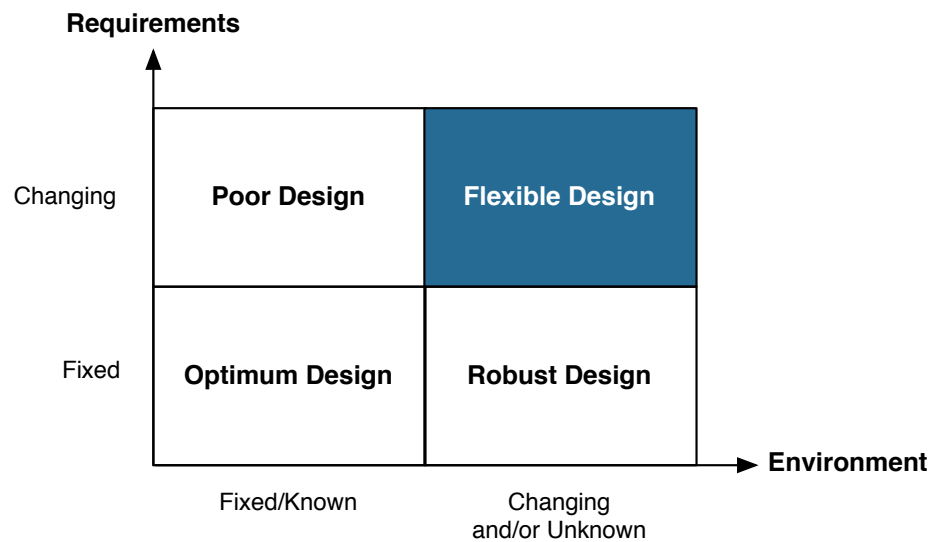 Requirements
Changing
Poor Design
Flexible Design
Fixed
Optimum Design
Robust Design
Environment
Fixed/Known
Changing
and/or Unknown